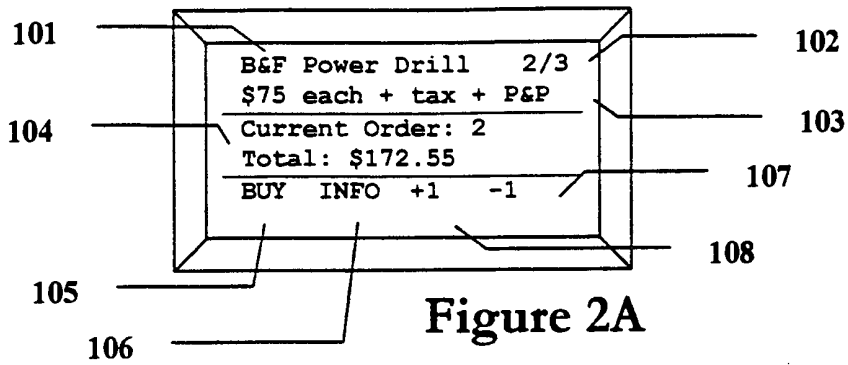 101
102
B&F Power Drill 2/3
$75 each + tax + P&P
103
104
Current Order: 2
Total: $172.55
107
BUY INFO +1 -1
108
105
106
Figure 2A